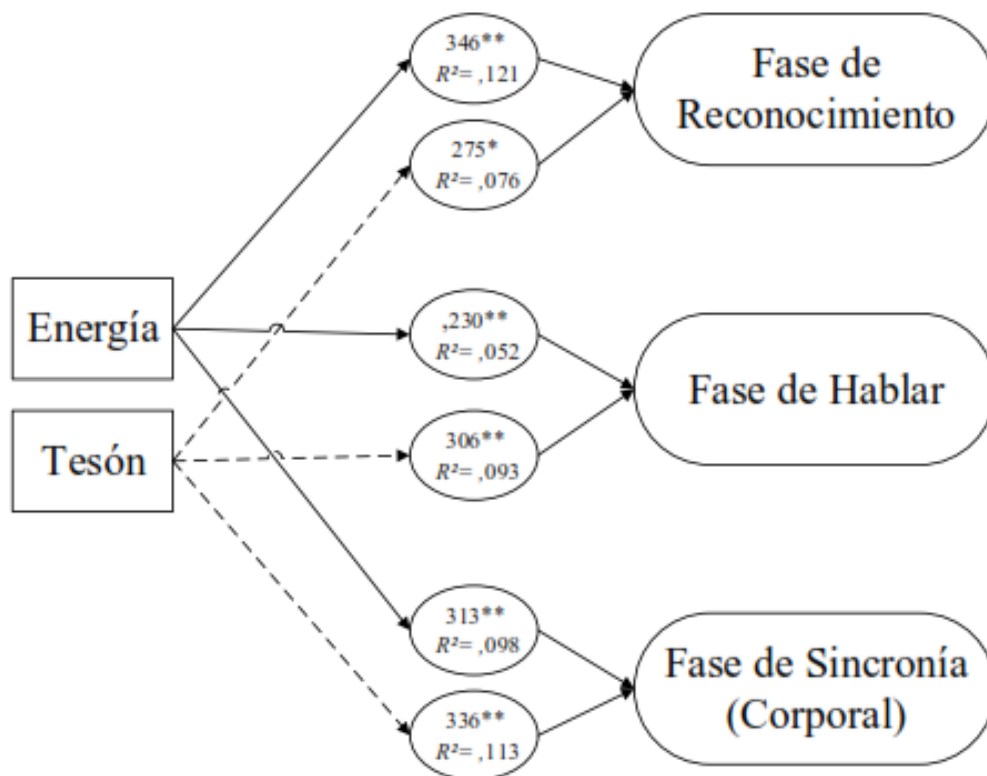 346**
R²= ,121
Fase de
Reconocimiento
275*
R²= ,076
Energía
,230**
R²= ,052
Fase de Hablar
Tesón
306**
R²= ,093
313**
R²= ,098
Fase de Sincronía
(Corporal)
336**
R²= ,113